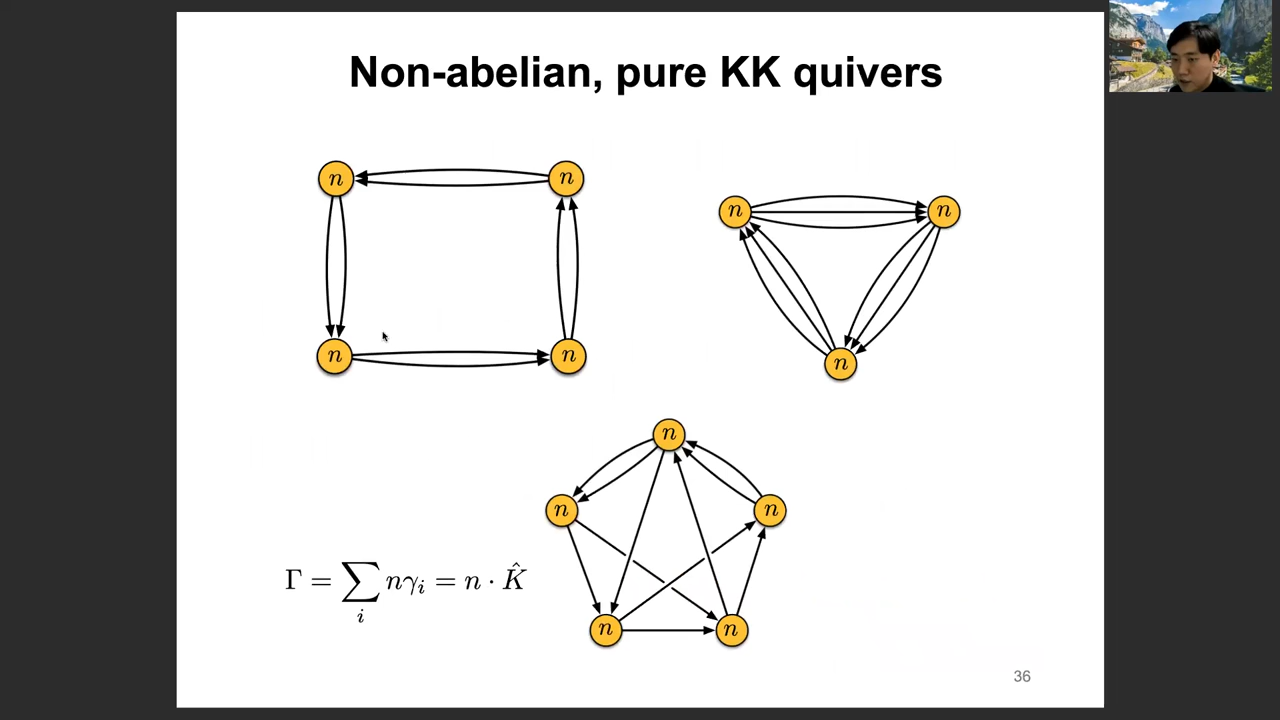 Non-abelian, pure KK quivers
n
n
n
n
n
n
n
n
n
n
n
n
Γ = ∑_i nγ_i = n · K̂
36